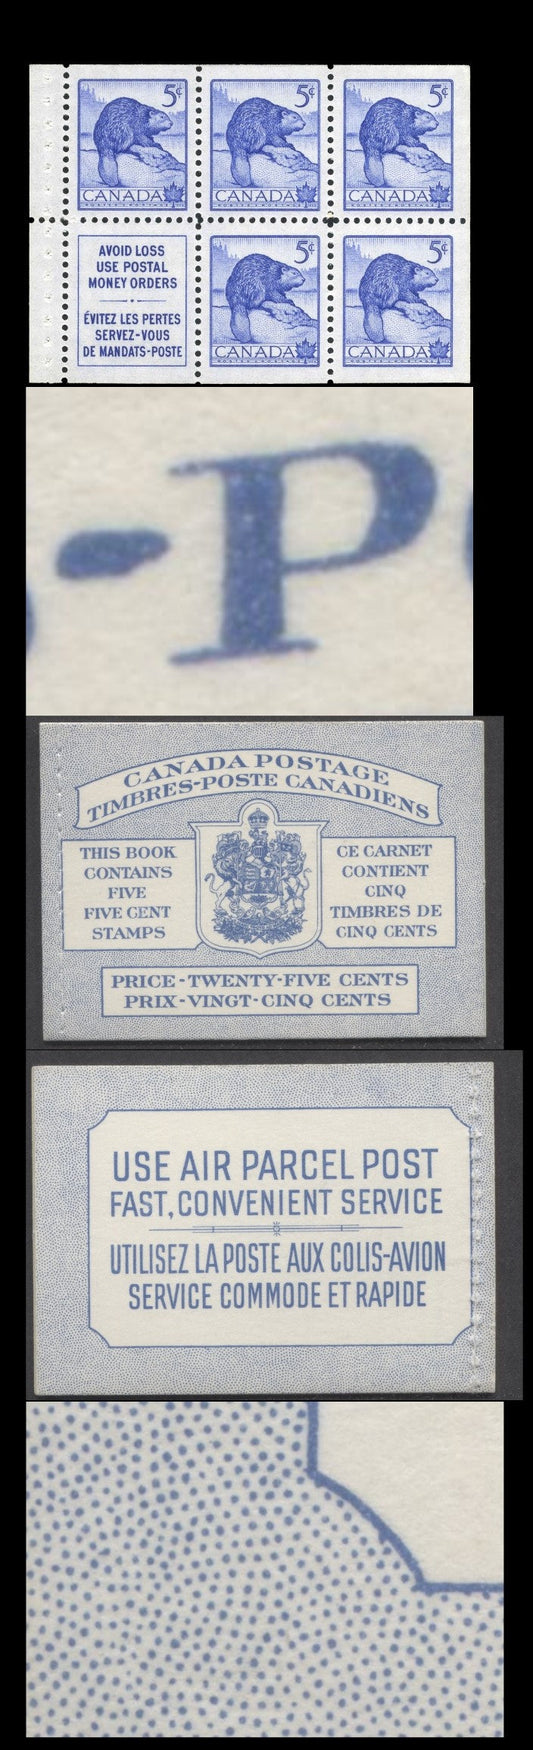 5¢ 5¢ 5¢
CANADA CANADA CANADA
AVOID LOSS
USE POSTAL
MONEY ORDERS
ÉVITEZ LES PERTES
SERVEZ-VOUS
DE MANDATS-POSTE
5¢ 5¢
CANADA CANADA
-P
CANADA POSTAGE
TIMBRES-POSTE CANADIENS
THIS BOOK
CONTAINS
FIVE
FIVE CENT
STAMPS
CE CARNET
CONTIENT
CINQ
TIMBRES DE
CINQ CENTS
PRICE-TWENTY-FIVE CENTS
PRIX-VINGT-CINQ CENTS
USE AIR PARCEL POST
FAST, CONVENIENT SERVICE
UTILISEZ LA POSTE AUX COLIS-AVION
SERVICE COMMODE ET RAPIDE